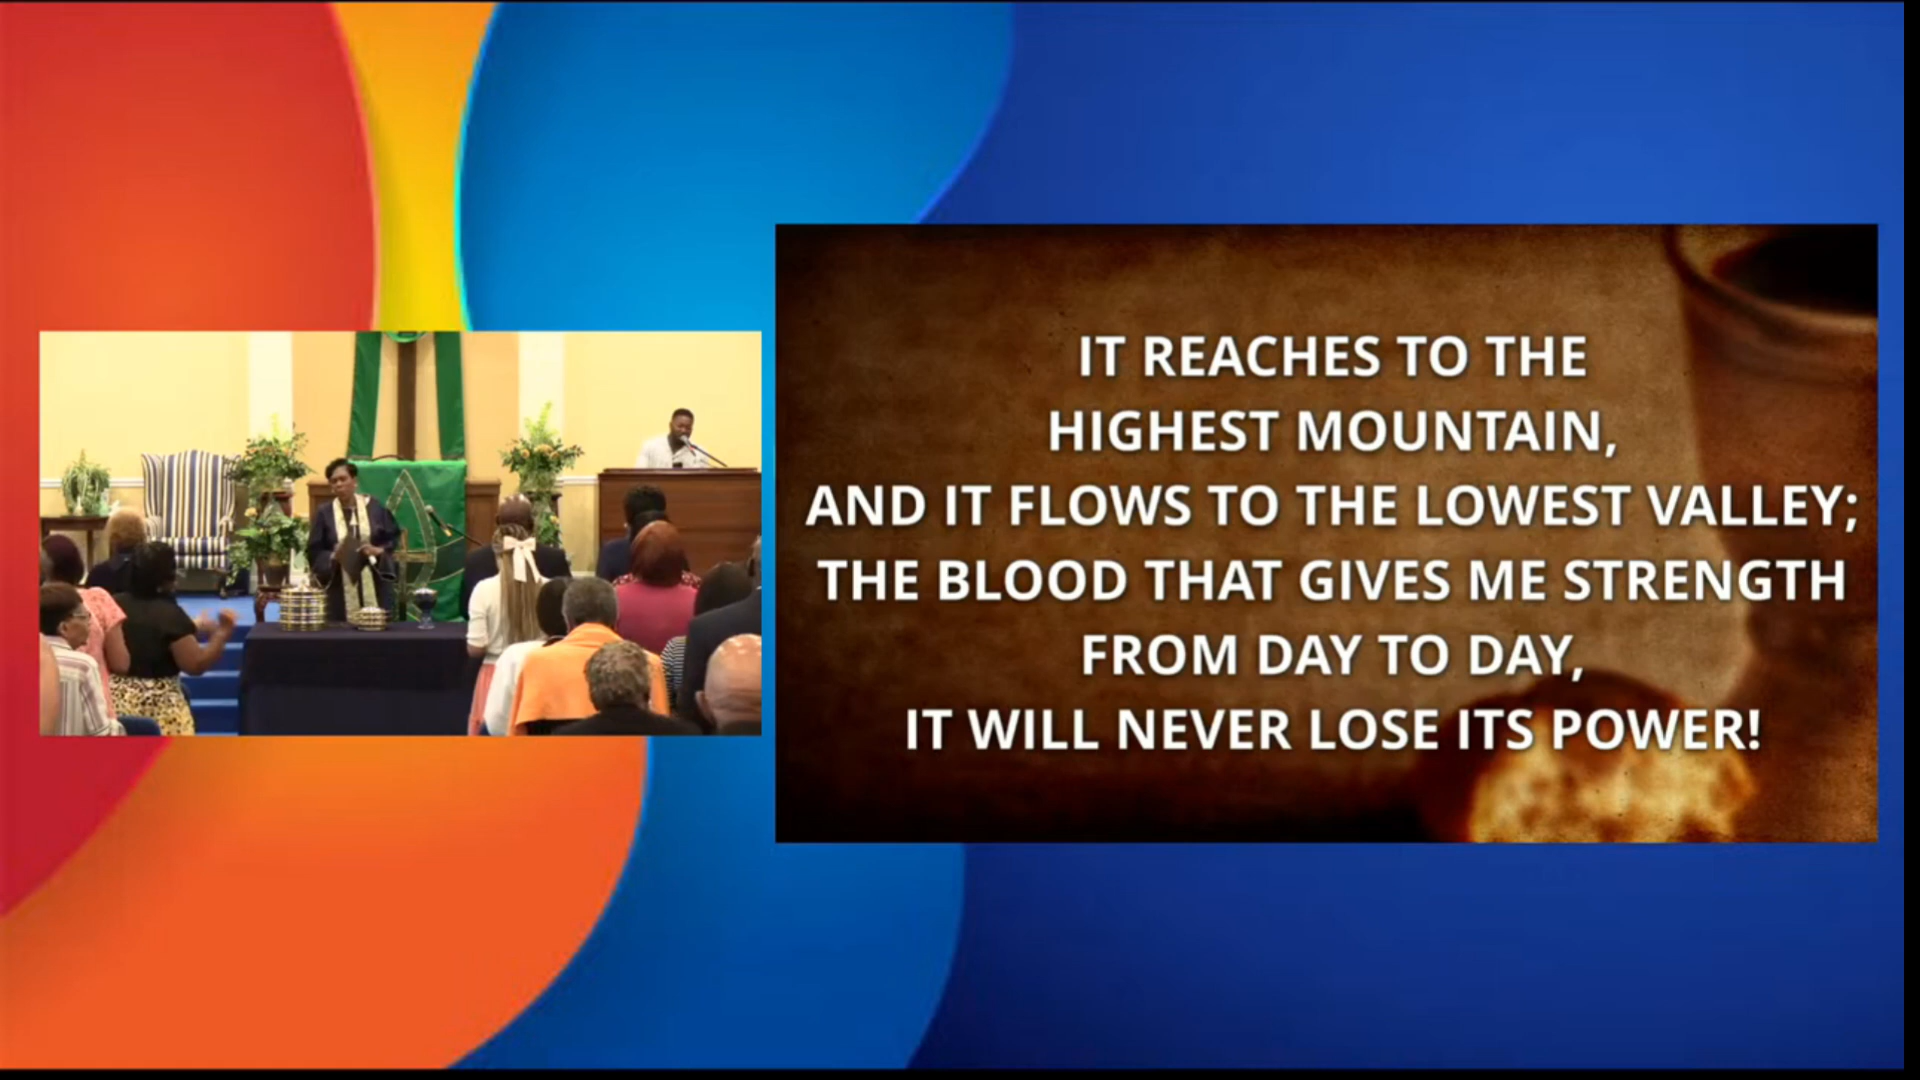 IT REACHES TO THE
HIGHEST MOUNTAIN,
AND IT FLOWS TO THE LOWEST VALLEY;
THE BLOOD THAT GIVES ME STRENGTH
FROM DAY TO DAY,
IT WILL NEVER LOSE ITS POWER!